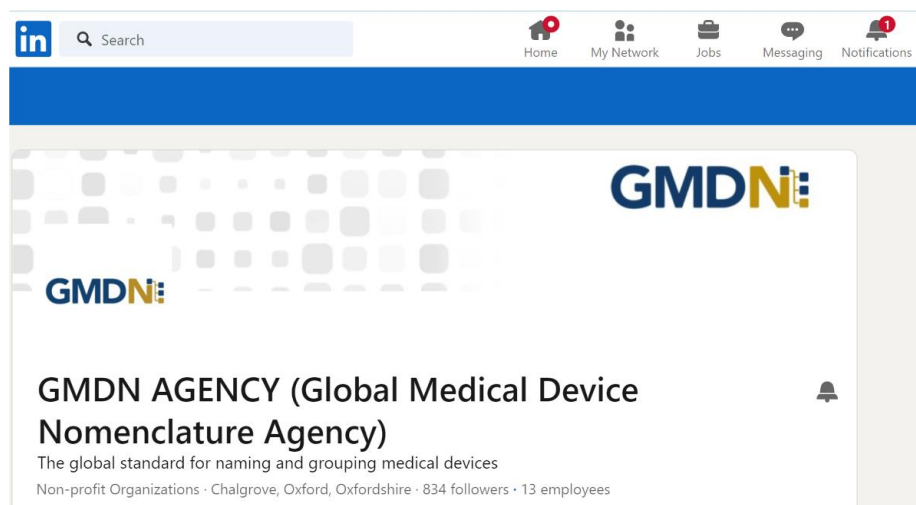 in Search
Home My Network Jobs Messaging 1 Notifications
GMDN
GMDN
GMDN AGENCY (Global Medical Device
Nomenclature Agency)
The global standard for naming and grouping medical devices
Non-profit Organizations · Chalgrove, Oxford, Oxfordshire · 834 followers · 13 employees